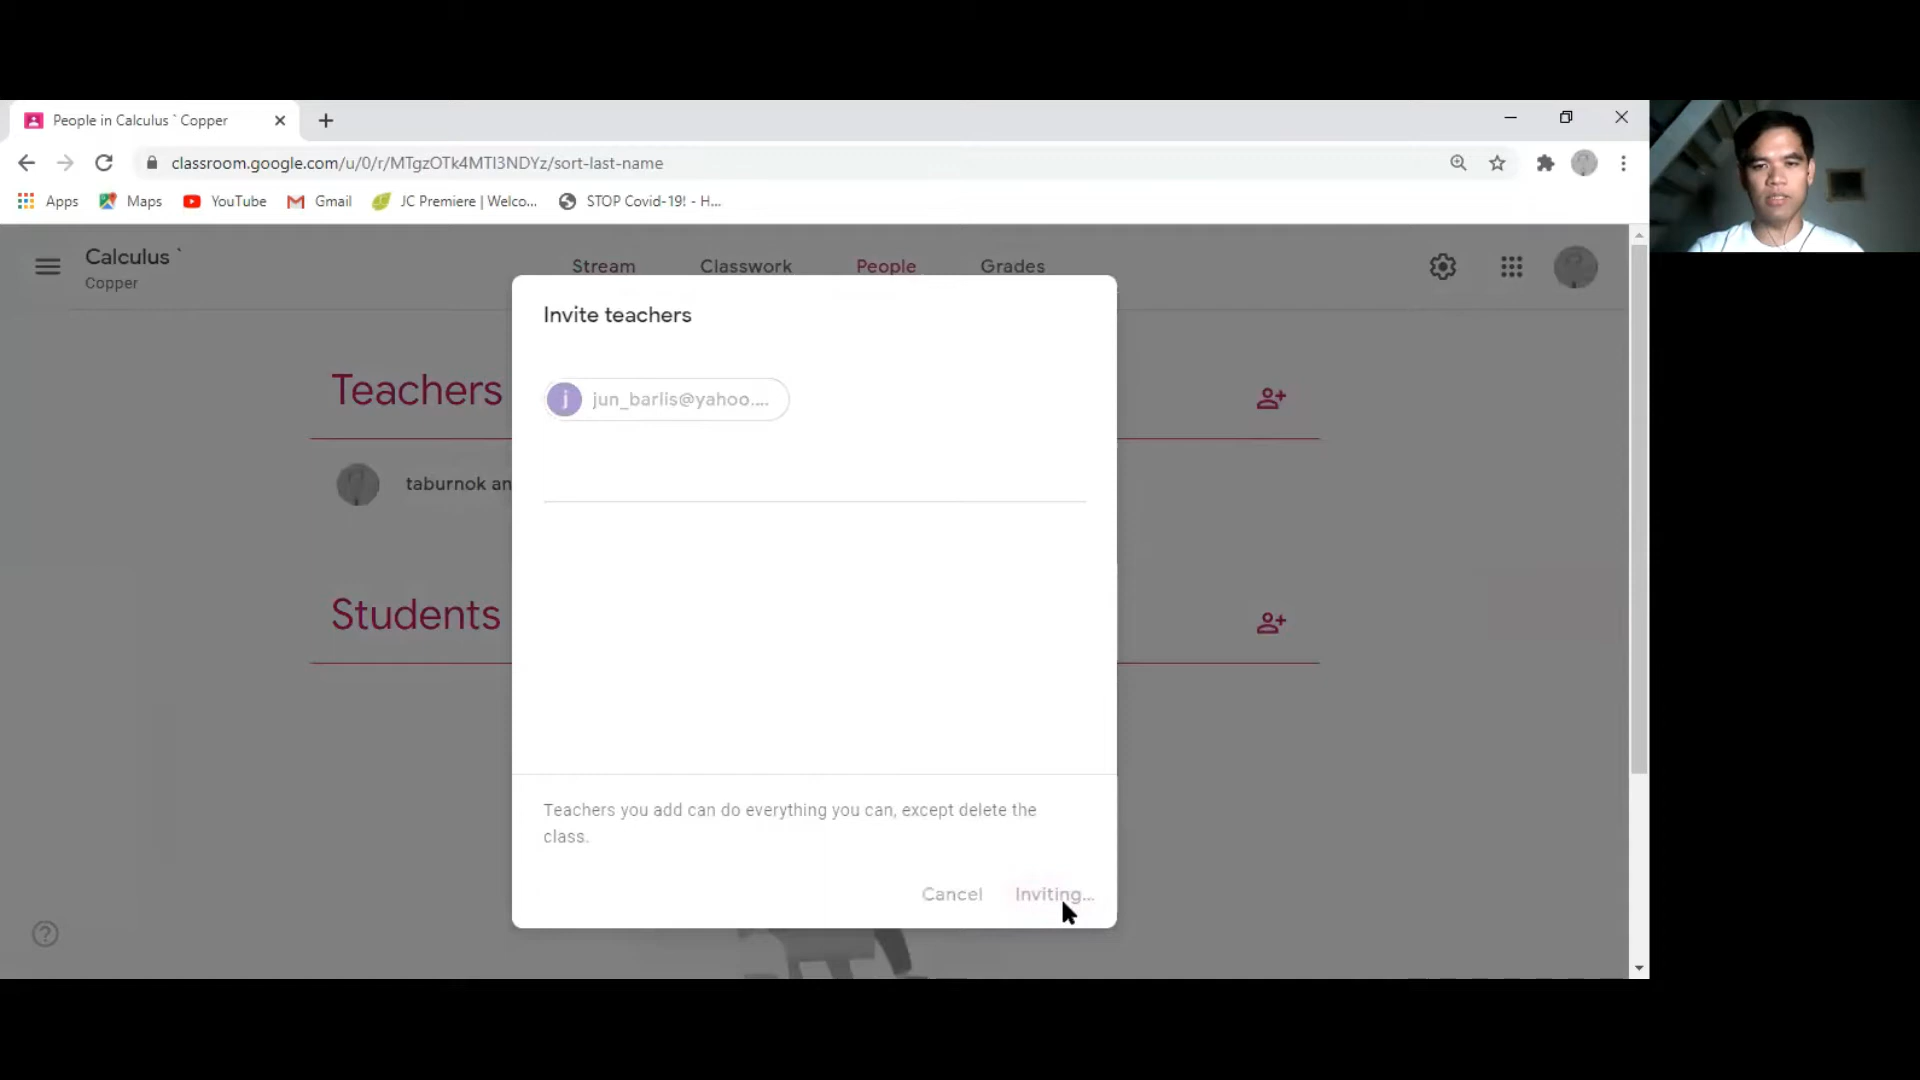 People in Calculus ` Copper
classroom.google.com/u/0/r/MTgzOTk4MTI3NDYz/sort-last-name
Apps Maps YouTube Gmail JC Premiere | Welco... STOP Covid-19! - H...
Calculus `
Copper
Stream Classwork People Grades
Invite teachers
Teachers
j jun_barlis@yahoo....
taburnok an
Students
Teachers you add can do everything you can, except delete the
class.
Cancel Inviting...